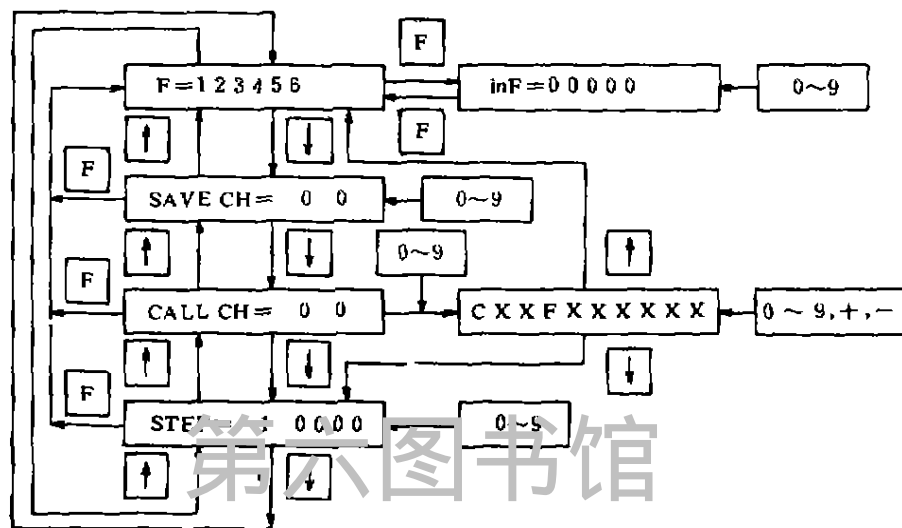 F
F=123456
inF=00000
0~9
F
↑
↓
F
SAVE CH= 0 0
0~9
↑
↓
0~9
↑
F
CALL CH= 0 0
CXXFXXXXXX
0~9,+,-
↑
↓
↓
F
0000
0~9
↑
↓
第六图书馆